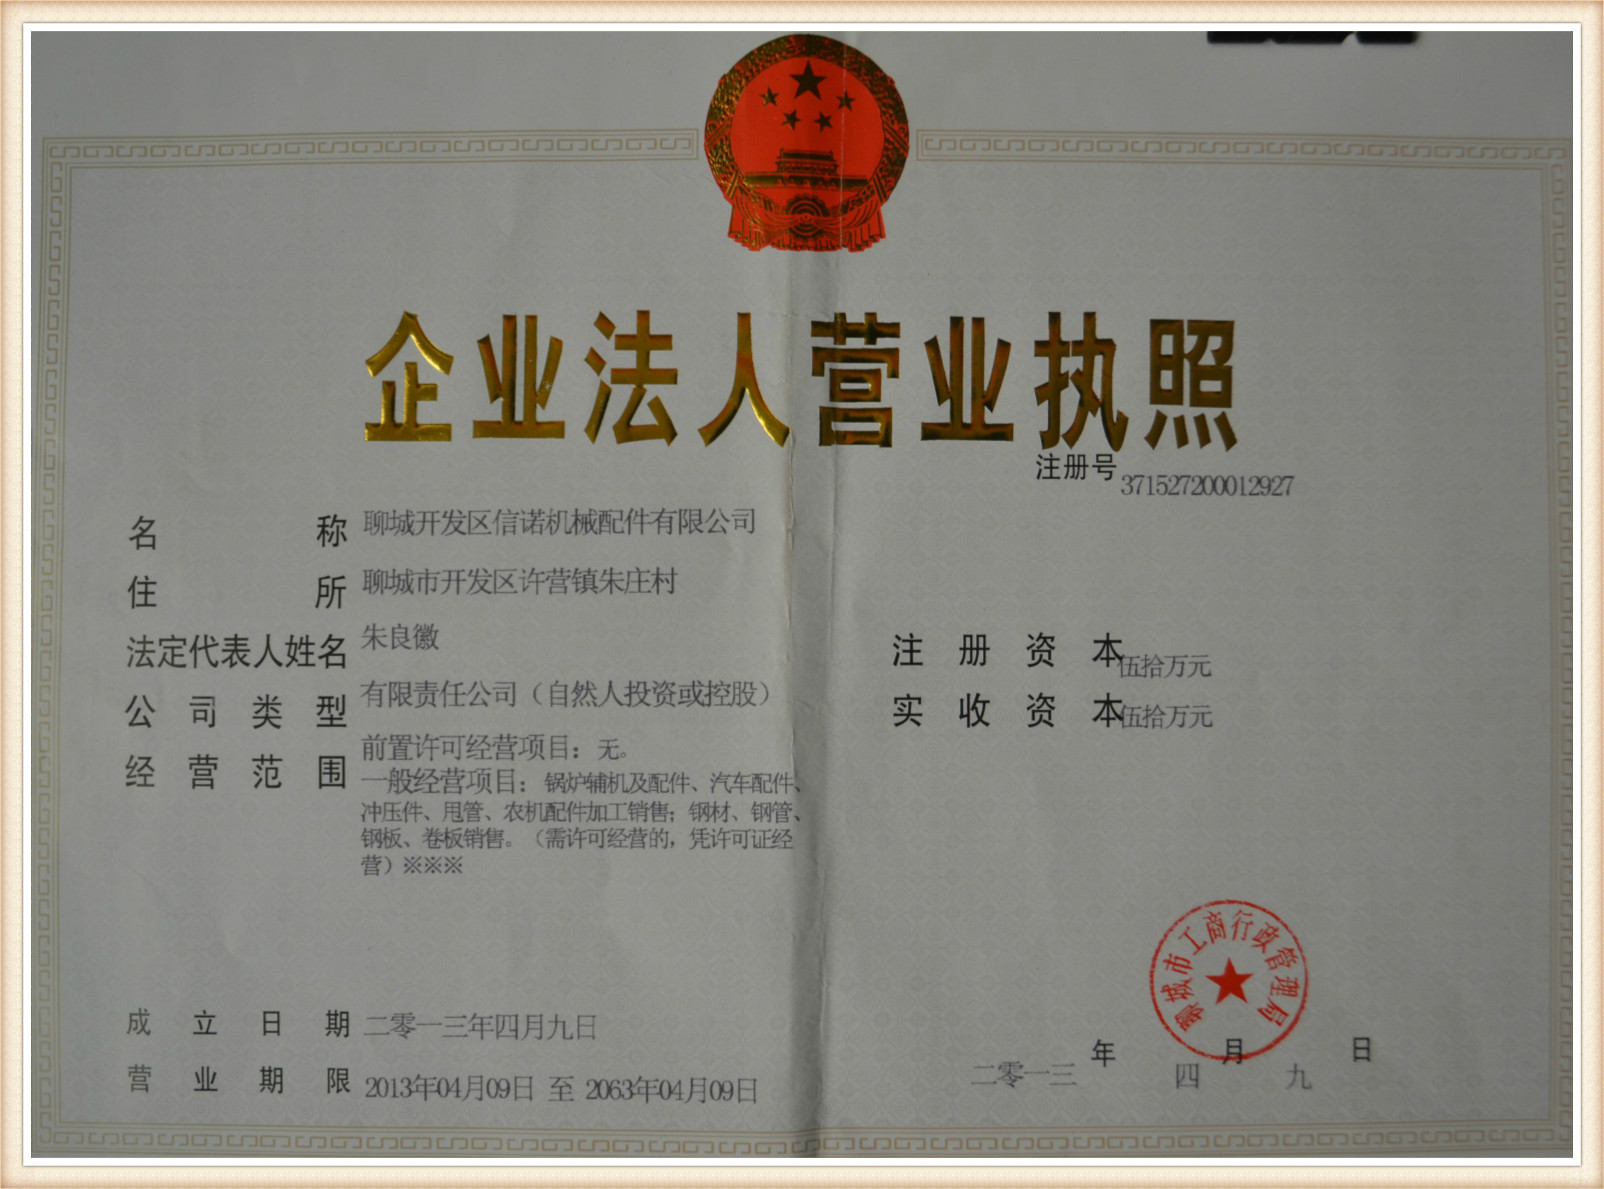 企业法人营业执照
注册号 371527200012927
名称 聊城开发区信诺机械配件有限公司
住所 聊城市开发区许营镇朱庄村
法定代表人姓名 朱良徽
注册资本 伍拾万元
公司类型 有限责任公司（自然人投资或控股）
实收资本 伍拾万元
经营范围 前置许可经营项目：无。
一般经营项目：锅炉辅机及配件、汽车配件、
冲压件、甩管、农机配件加工销售；钢材、钢管、
钢板、卷板销售。（需许可经营的，凭许可证经
营）※※※
聊城市工商行政管理局
成立日期 二零一三年四月九日
营业期限 2013年04月09日 至 2063年04月09日
二零一三年四月九日